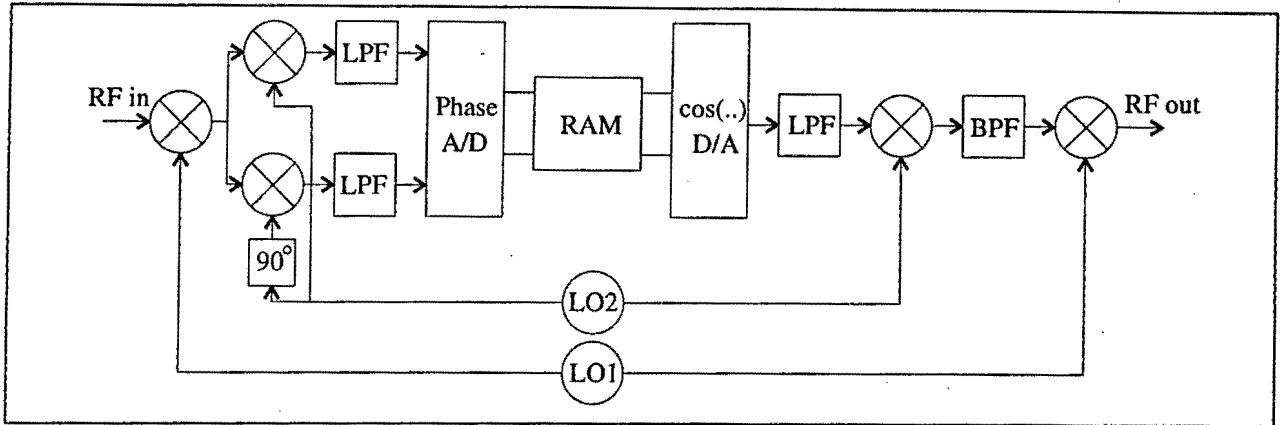 LPF
RF in
Phase
A/D
RAM
cos(..)
D/A
LPF
BPF
RF out
LPF
90°
LO2
LO1